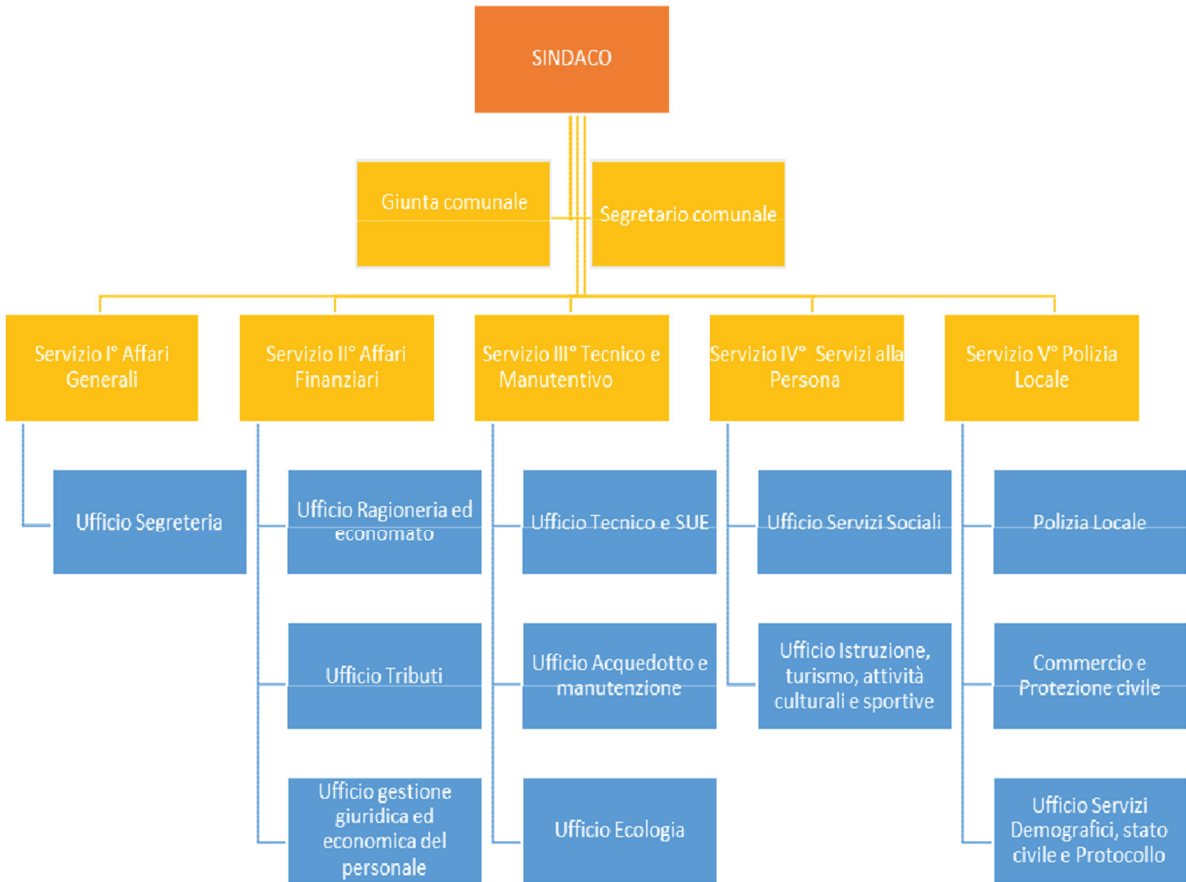 SINDACO
Giunta comunale
Segretario comunale
Servizio I° Affari
Generali
Servizio II° Affari
Finanziari
Servizio III° Tecnico e
Manutentivo
Servizio IV° Servizi alla
Persona
Servizio V° Polizia
Locale
Ufficio Segreteria
Ufficio Ragioneria ed
economato
Ufficio Tributi
Ufficio gestione
giuridica ed
economica del
personale
Ufficio Tecnico e SUE
Ufficio Acquedotto e
manutenzione
Ufficio Ecologia
Ufficio Servizi Sociali
Ufficio Istruzione,
turismo, attività
culturali e sportive
Polizia Locale
Commercio e
Protezione civile
Ufficio Servizi
Demografici, stato
civile e Protocollo